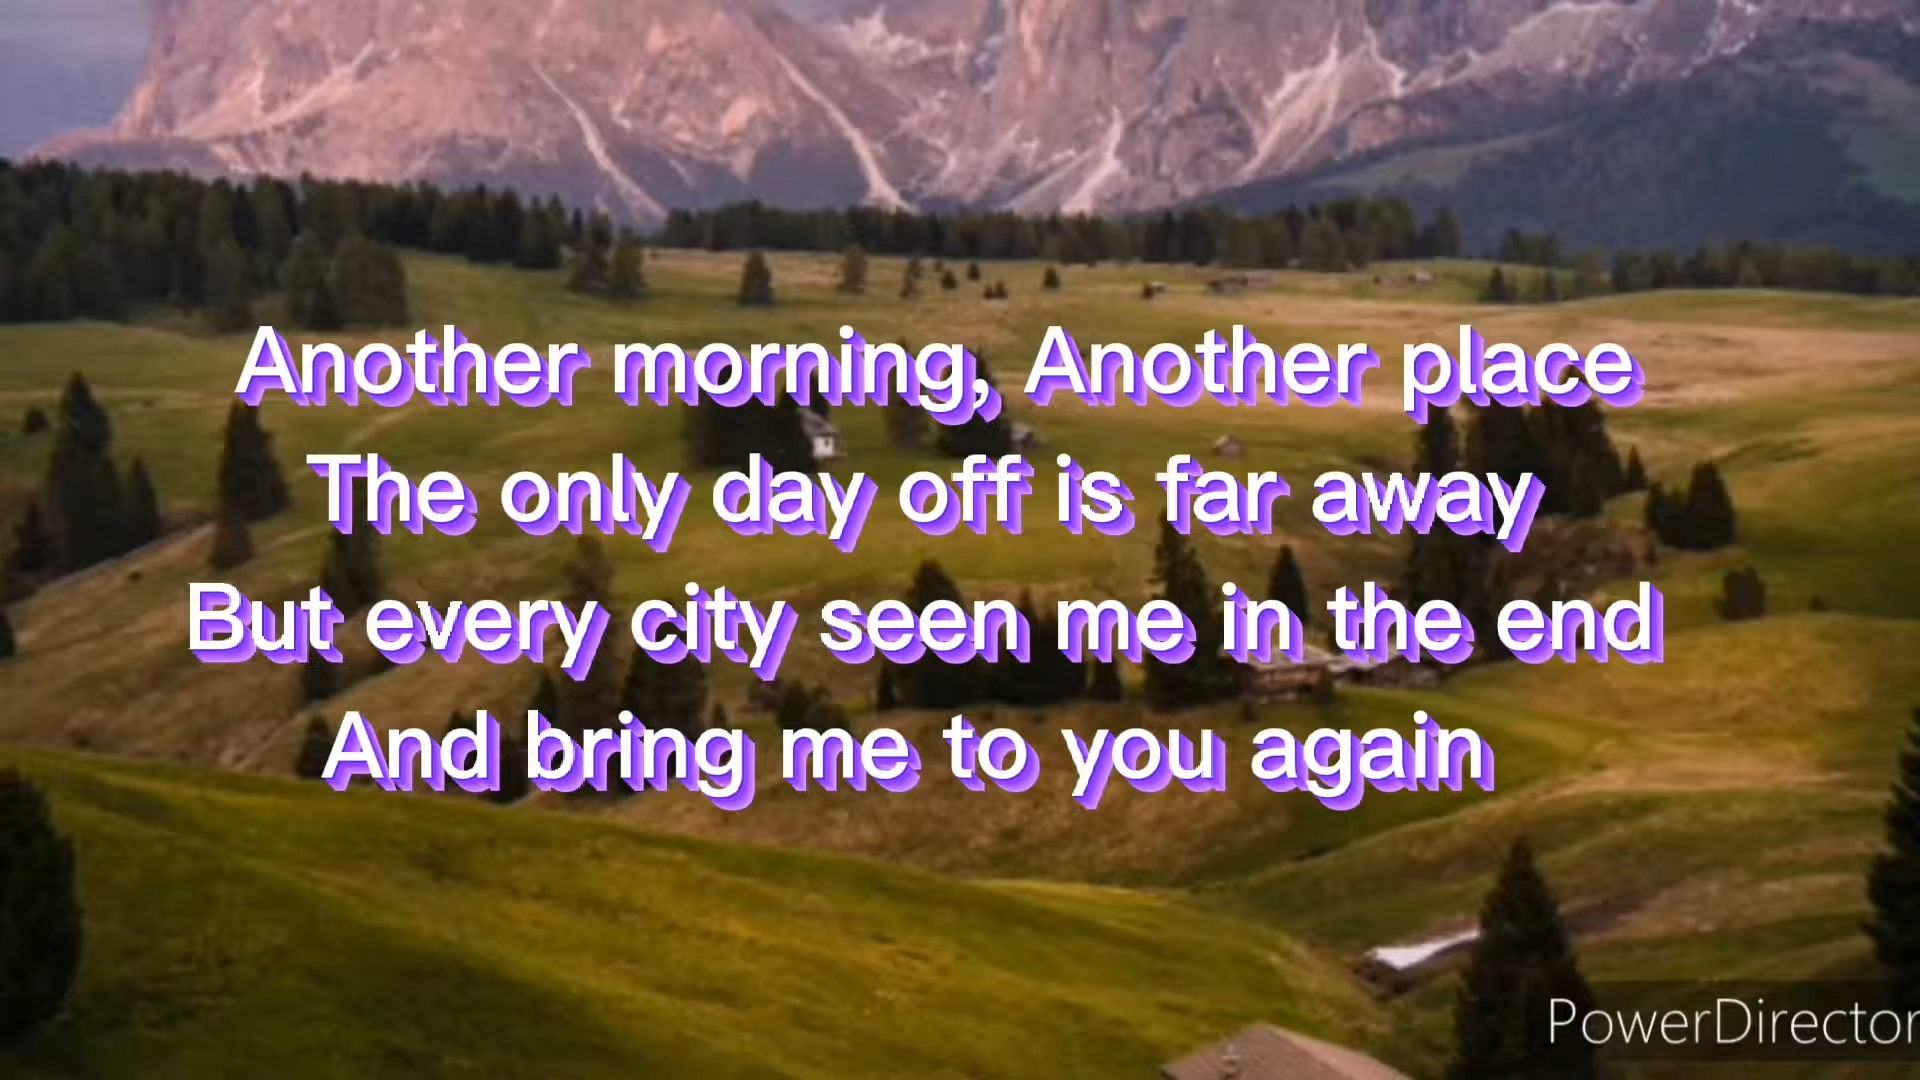 Another morning, Another place
The only day off is far away
But every city seen me in the end
And bring me to you again
PowerDirector